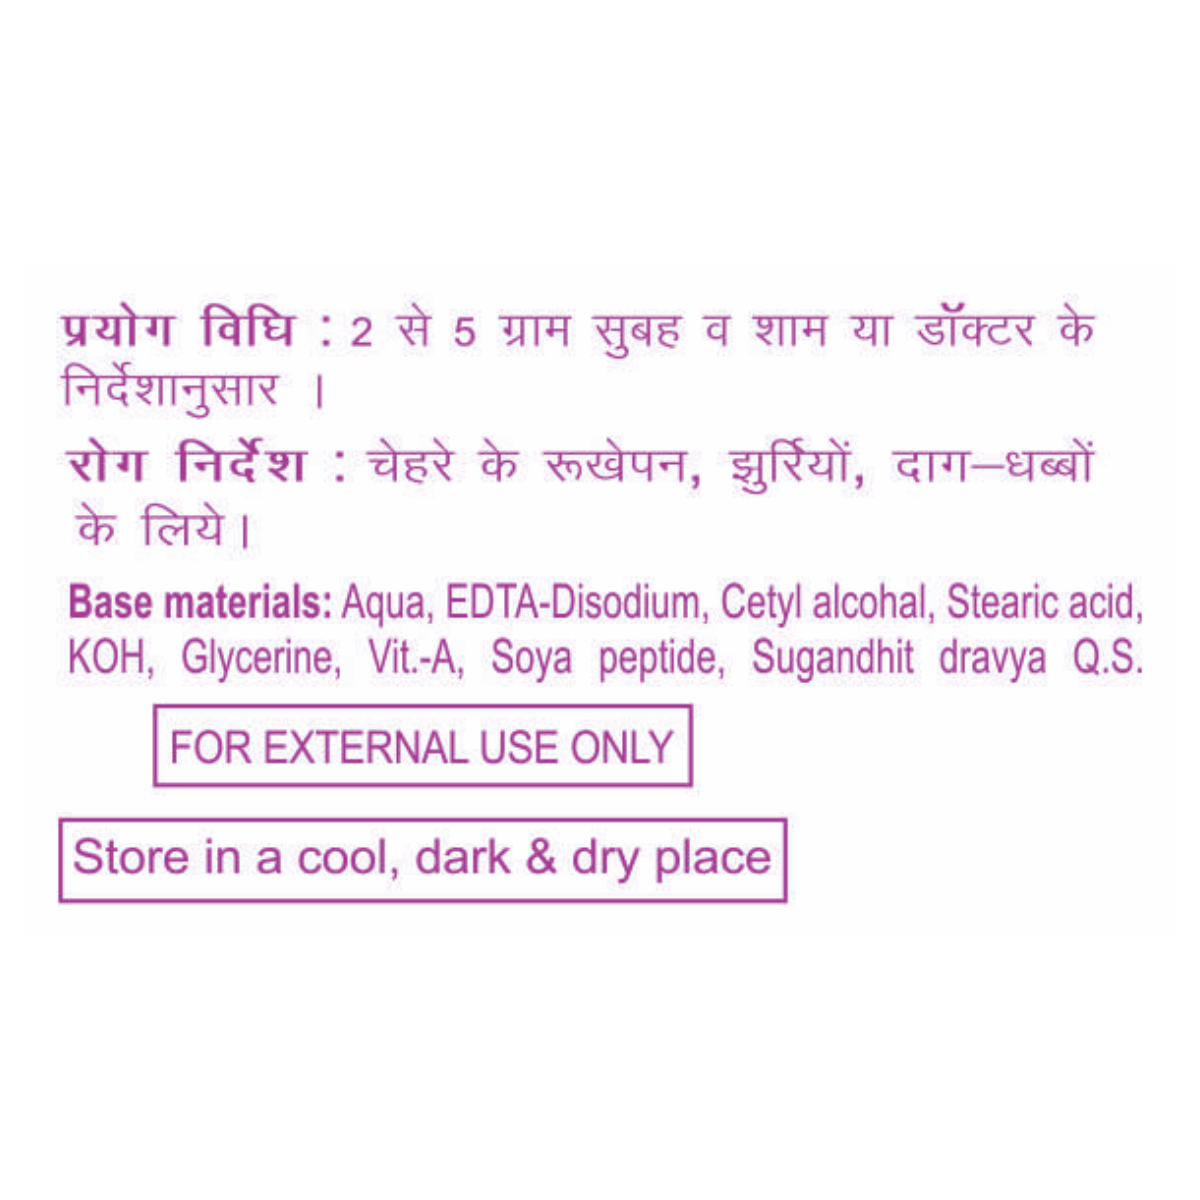 प्रयोग विधि : 2 से 5 ग्राम सुबह व शाम या डॉक्टर के
निर्देशानुसार ।
रोग निर्देश : चेहरे के रूखेपन, झुर्रियों, दाग–धब्बों
के लिये।
Base materials: Aqua, EDTA-Disodium, Cetyl alcohal, Stearic acid,
KOH, Glycerine, Vit.-A, Soya peptide, Sugandhit dravya Q.S.
FOR EXTERNAL USE ONLY
Store in a cool, dark & dry place